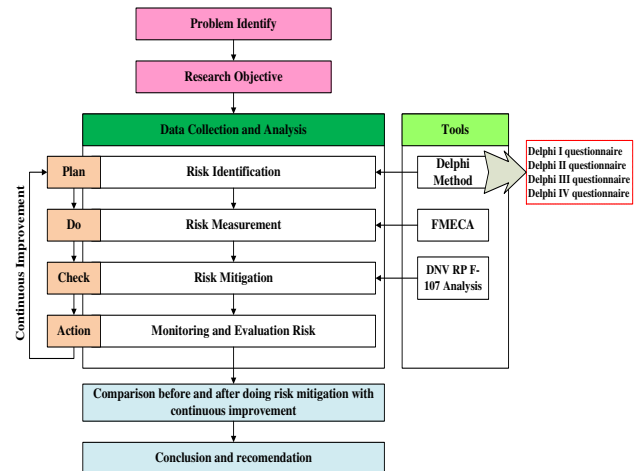 Problem Identify
Research Objective
Data Collection and Analysis
Tools
Plan
Risk Identification
Delphi
Method
Delphi I questionnaire
Delphi II questionnaire
Delphi III questionnaire
Delphi IV questionnaire
Do
Risk Measurement
FMECA
Check
Risk Mitigation
DNV RP F-
107 Analysis
Action
Monitoring and Evaluation Risk
Continuous Improvement
Comparison before and after doing risk mitigation with
continuous improvement
Conclusion and recomendation